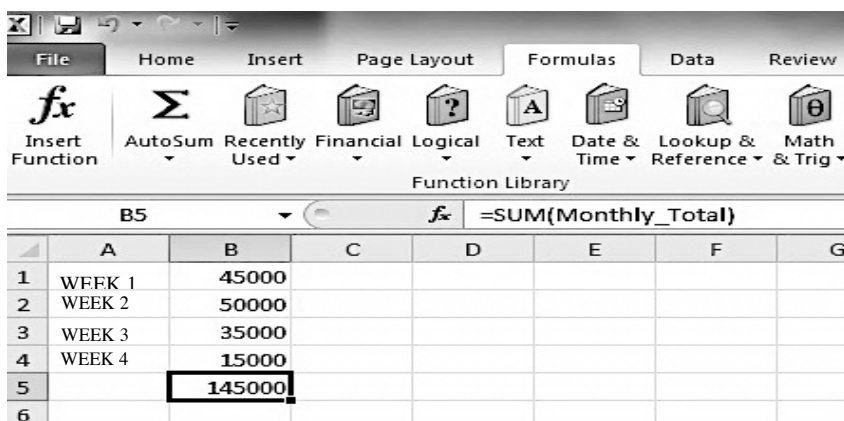 File Home Insert Page Layout Formulas Data Review
Insert Function AutoSum Recently Used Financial Logical Text Date & Time Lookup & Reference Math & Trig
Function Library
B5 fx =SUM(Monthly_Total)
A B C D E F G
1 WEEK 1 45000
2 WEEK 2 50000
3 WEEK 3 35000
4 WEEK 4 15000
5 145000
6